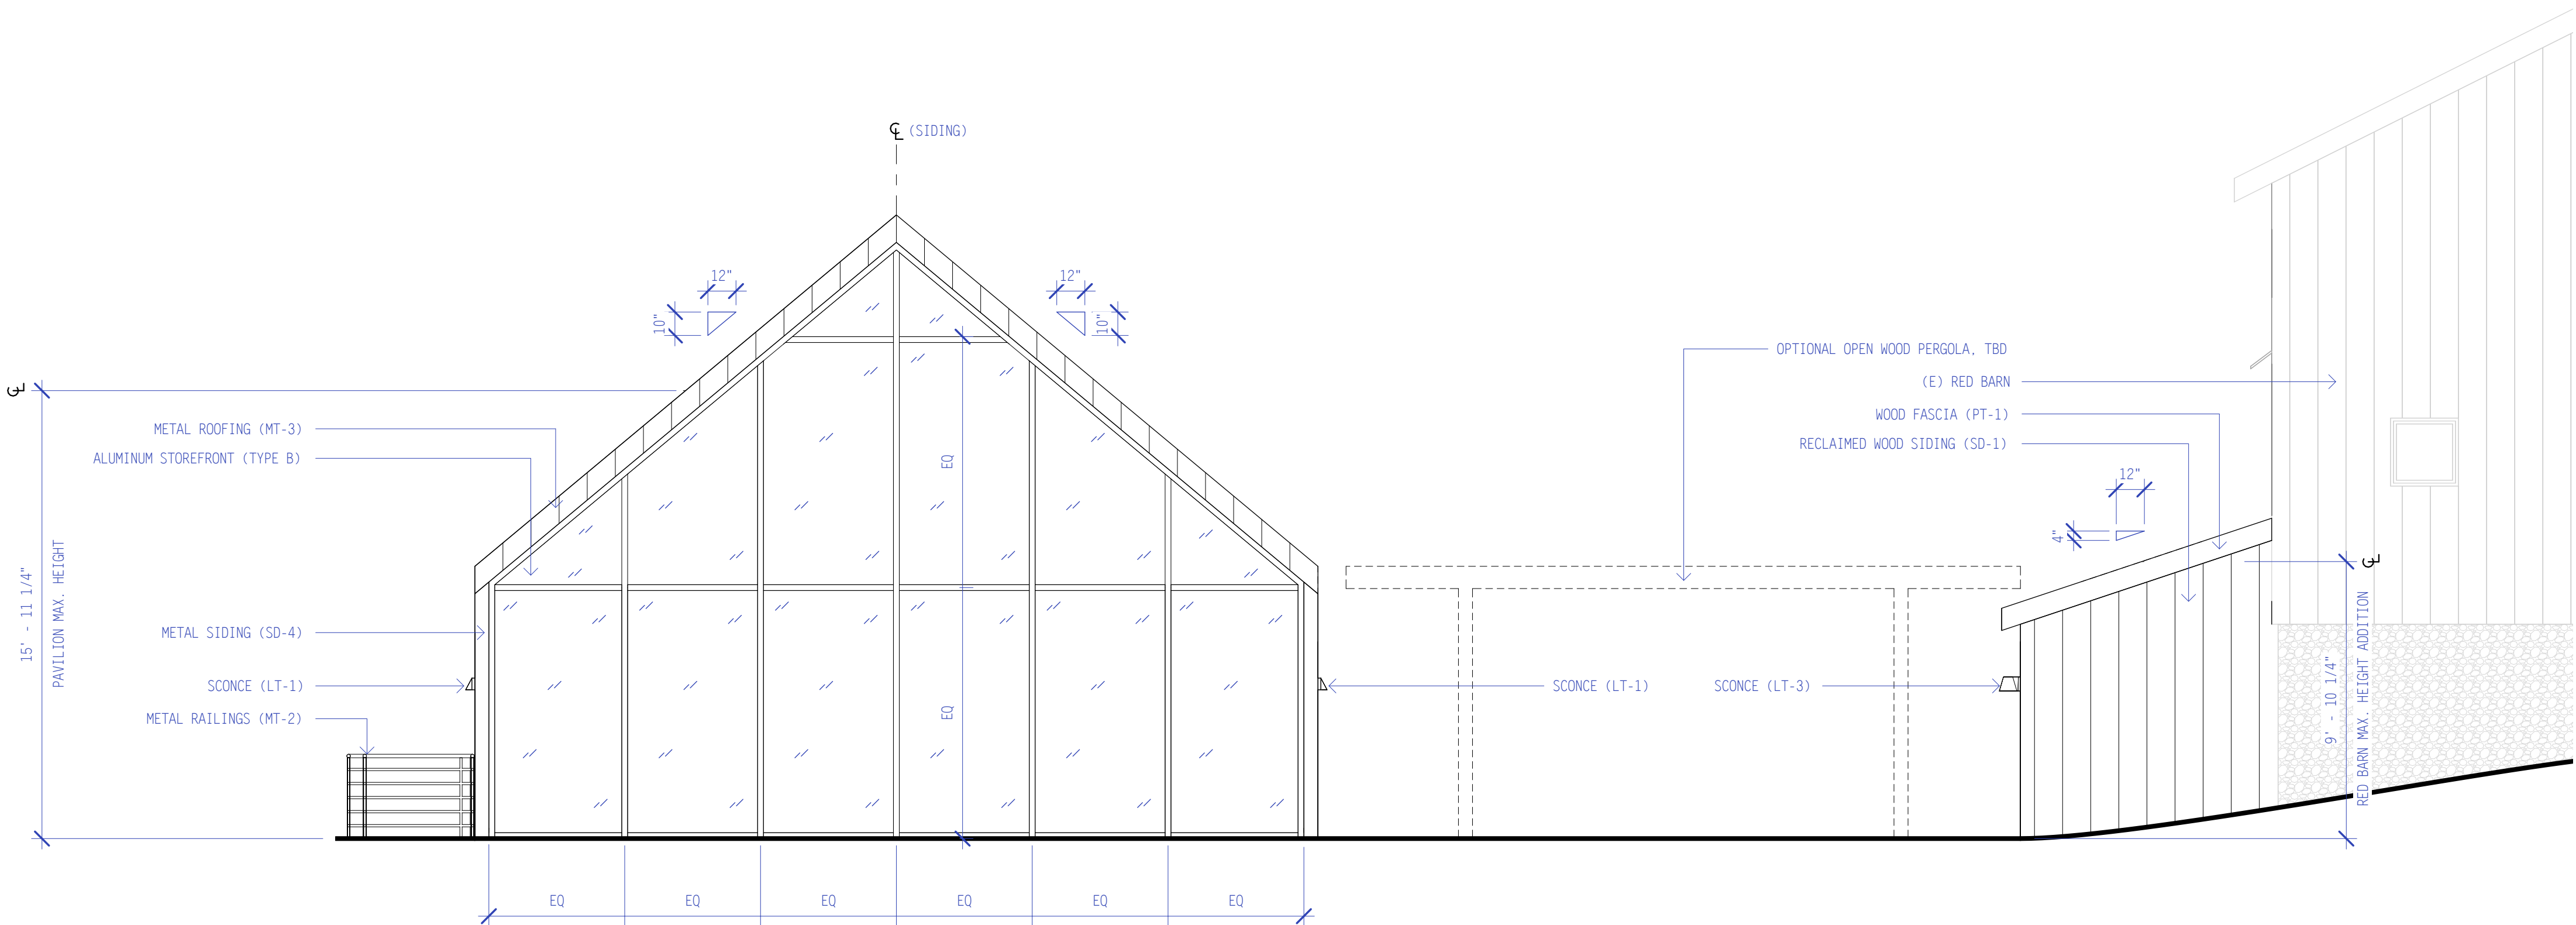 ℄ (SIDING)
12"
10"
12"
10"
℄
METAL ROOFING (MT-3)
ALUMINUM STOREFRONT (TYPE B)
METAL SIDING (SD-4)
SCONCE (LT-1)
METAL RAILINGS (MT-2)
15' - 11 1/4"
PAVILION MAX. HEIGHT
EQ
EQ
OPTIONAL OPEN WOOD PERGOLA, TBD
(E) RED BARN
WOOD FASCIA (PT-1)
RECLAIMED WOOD SIDING (SD-1)
12"
4"
℄
SCONCE (LT-1)
SCONCE (LT-3)
9' - 10 1/4"
RED BARN MAX. HEIGHT ADDITION
EQ
EQ
EQ
EQ
EQ
EQ